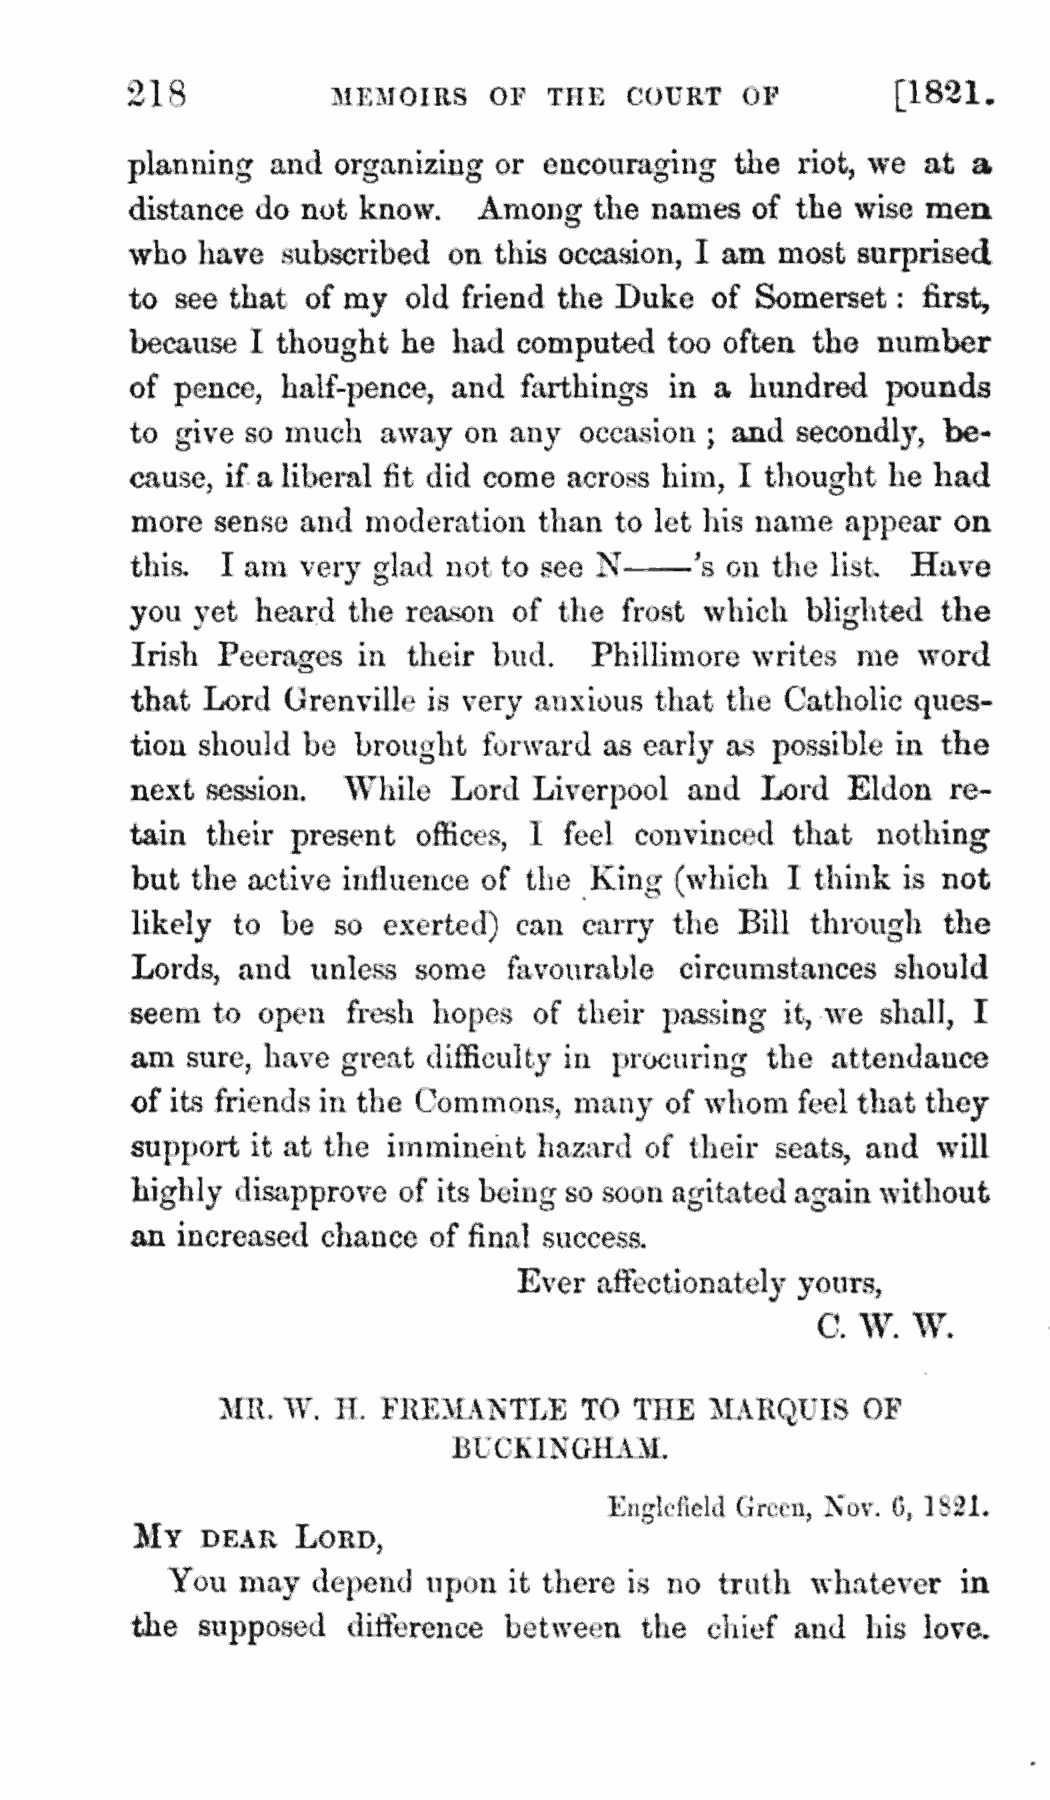 218 MEMOIRS OF THE COURT OF [1821.
planning and organizing or encouraging the riot, we at a
distance do not know. Among the names of the wise men
who have subscribed on this occasion, I am most surprised
to see that of my old friend the Duke of Somerset : first,
because I thought he had computed too often the number
of pence, half-pence, and farthings in a hundred pounds
to give so much away on any occasion ; and secondly, be-
cause, if a liberal fit did come across him, I thought he had
more sense and moderation than to let his name appear on
this. I am very glad not to see N——'s on the list. Have
you yet heard the reason of the frost which blighted the
Irish Peerages in their bud. Phillimore writes me word
that Lord Grenville is very anxious that the Catholic ques-
tion should be brought forward as early as possible in the
next session. While Lord Liverpool and Lord Eldon re-
tain their present offices, I feel convinced that nothing
but the active influence of the King (which I think is not
likely to be so exerted) can carry the Bill through the
Lords, and unless some favourable circumstances should
seem to open fresh hopes of their passing it, we shall, I
am sure, have great difficulty in procuring the attendance
of its friends in the Commons, many of whom feel that they
support it at the imminent hazard of their seats, and will
highly disapprove of its being so soon agitated again without
an increased chance of final success.
Ever affectionately yours,
C. W. W.
MR. W. H. FREMANTLE TO THE MARQUIS OF
BUCKINGHAM.
Englefield Green, Nov. 6, 1821.
MY DEAR LORD,
You may depend upon it there is no truth whatever in
the supposed difference between the chief and his love.